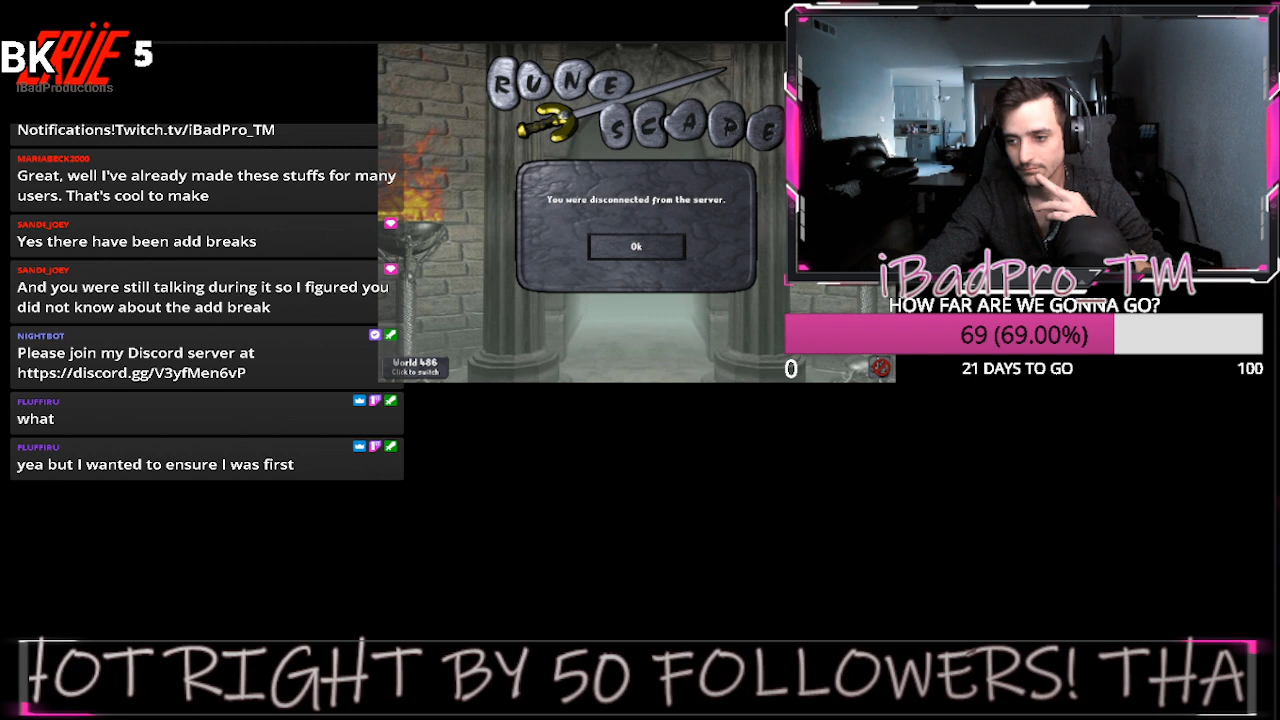 BK
CRÜE
5
iBadProductions
Notifications!Twitch.tv/iBadPro_TM
MARIABECK2000
Great, well I've already made these stuffs for many
users. That's cool to make
SANDI_JOEY
Yes there have been add breaks
SANDI_JOEY
And you were still talking during it so I figured you
did not know about the add break
NIGHTBOT
Please join my Discord server at
https://discord.gg/V3yfMen6vP
FLUFFIRU
what
FLUFFIRU
yea but I wanted to ensure I was first
RUNE
SCAPE
You were disconnected from the server.
Ok
World 486
Click to switch
iBadPro_TM
HOW FAR ARE WE GONNA GO?
69 (69.00%)
0
21 DAYS TO GO
100
HOT RIGHT BY 50 FOLLOWERS! THA